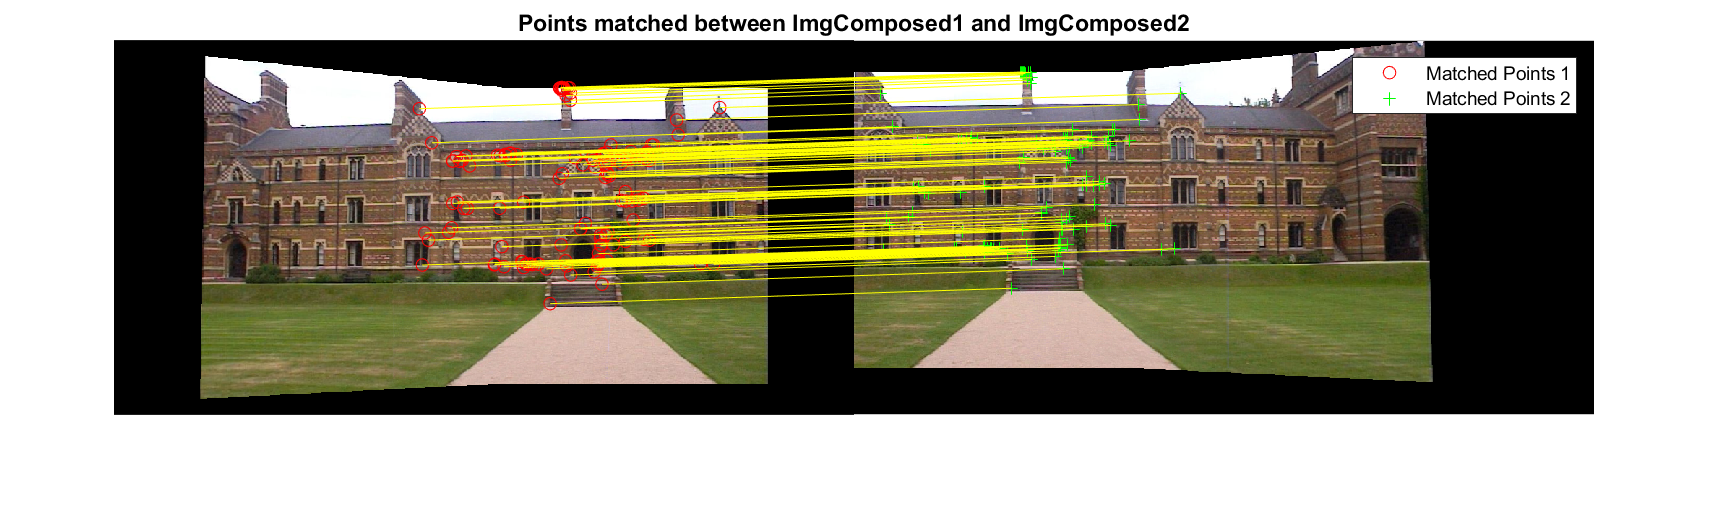 Points matched between ImgComposed1 and ImgComposed2
Matched Points 1
Matched Points 2